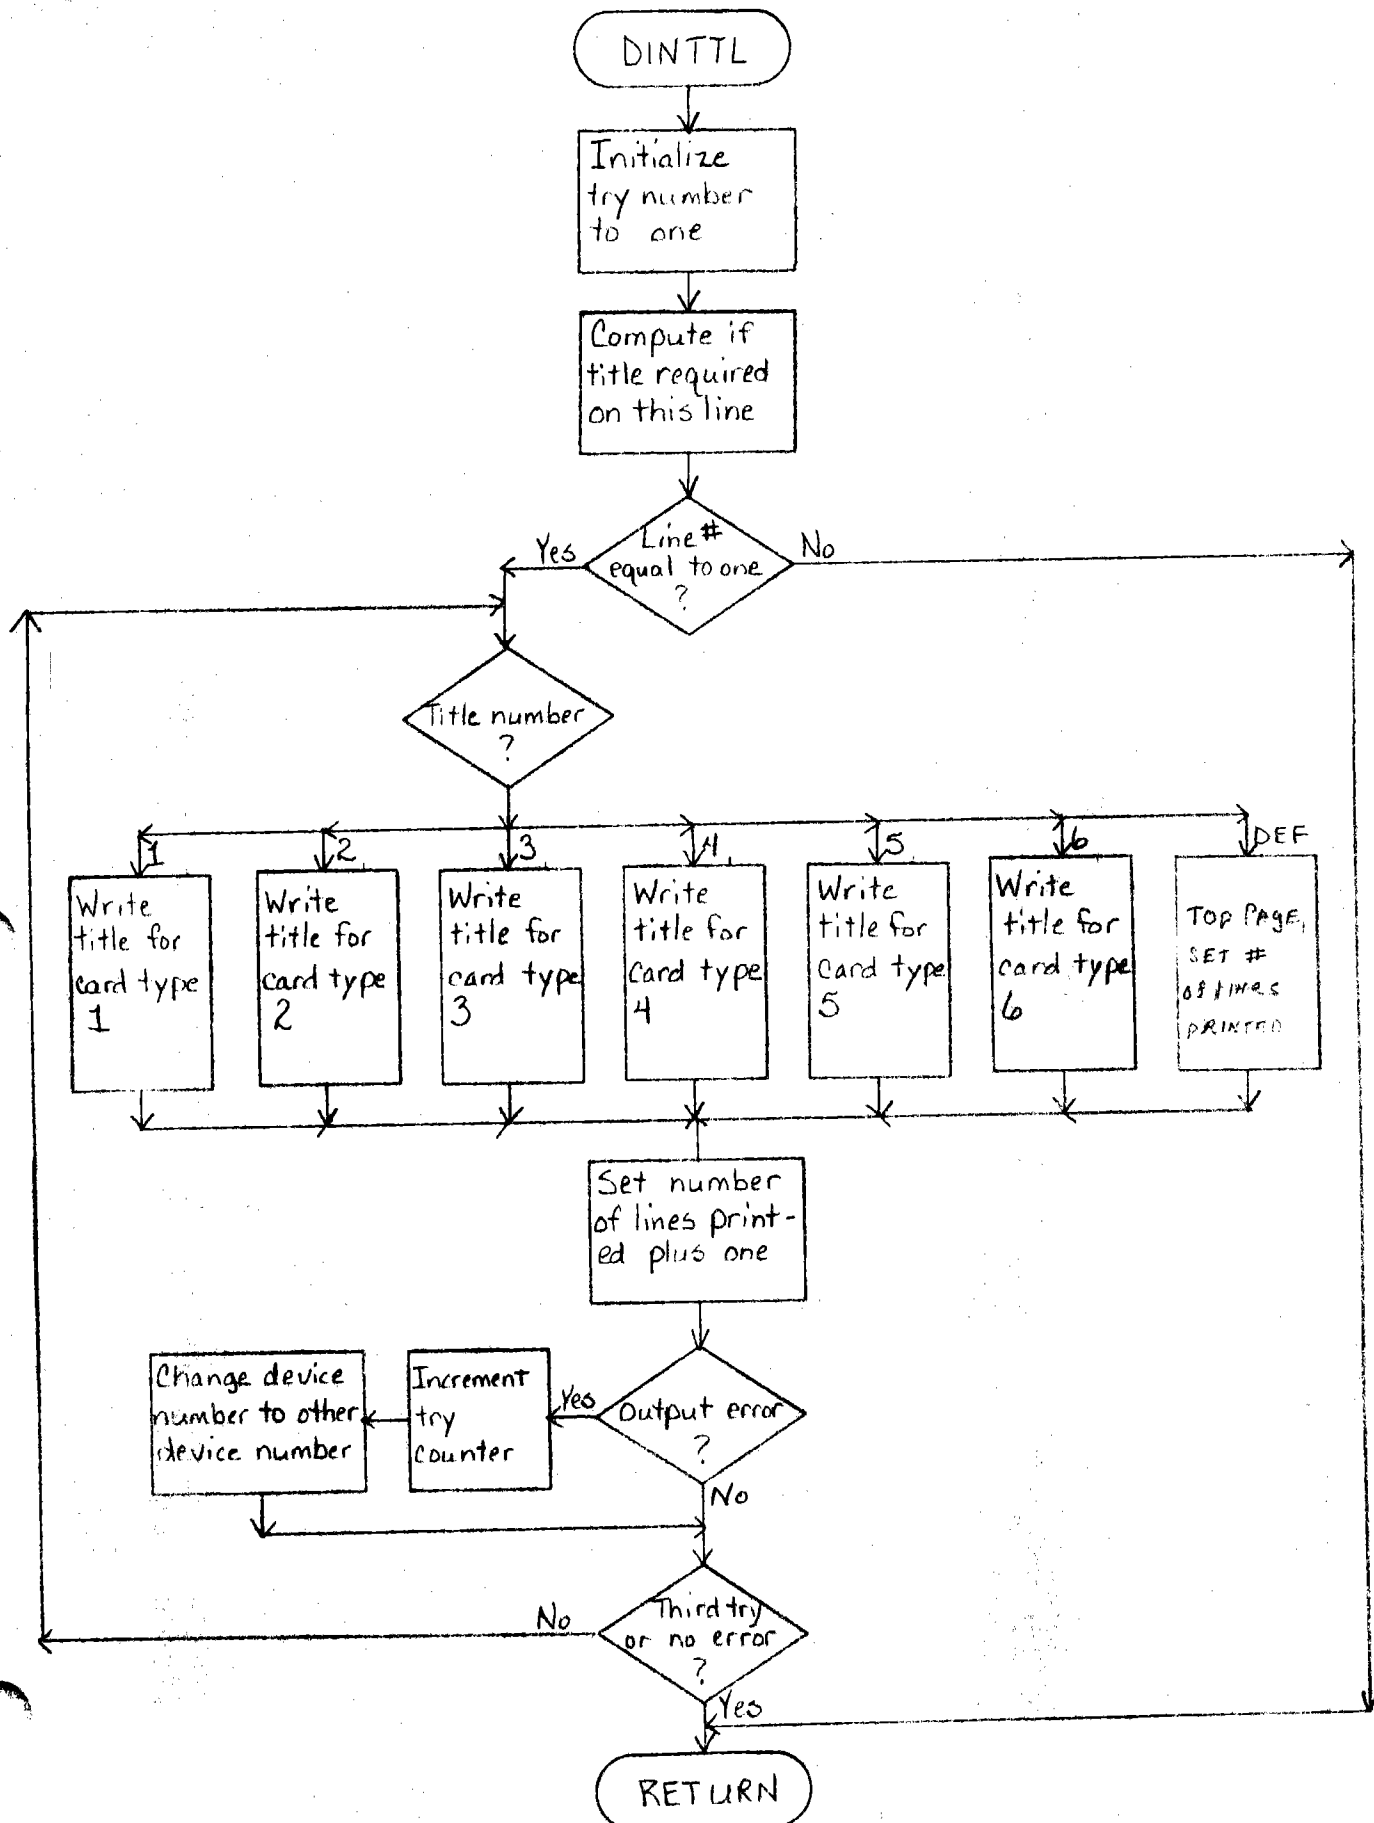 DINTTL
Initialize
try number
to one
Compute if
title required
on this line
Line #
equal to one
?
Yes
No
Title number
?
1
2
3
4
5
6
DEF
Write
title for
card type
1
Write
title for
card type
2
Write
title for
card type
3
Write
title for
card type
4
Write
title for
card type
5
Write
title for
card type
6
TOP PAGE,
SET #
OF LINES
PRINTED
Set number
of lines print-
ed plus one
Output error
?
Yes
No
Increment
try
counter
Change device
number to other
device number
Third try
or no error
?
No
Yes
RETURN